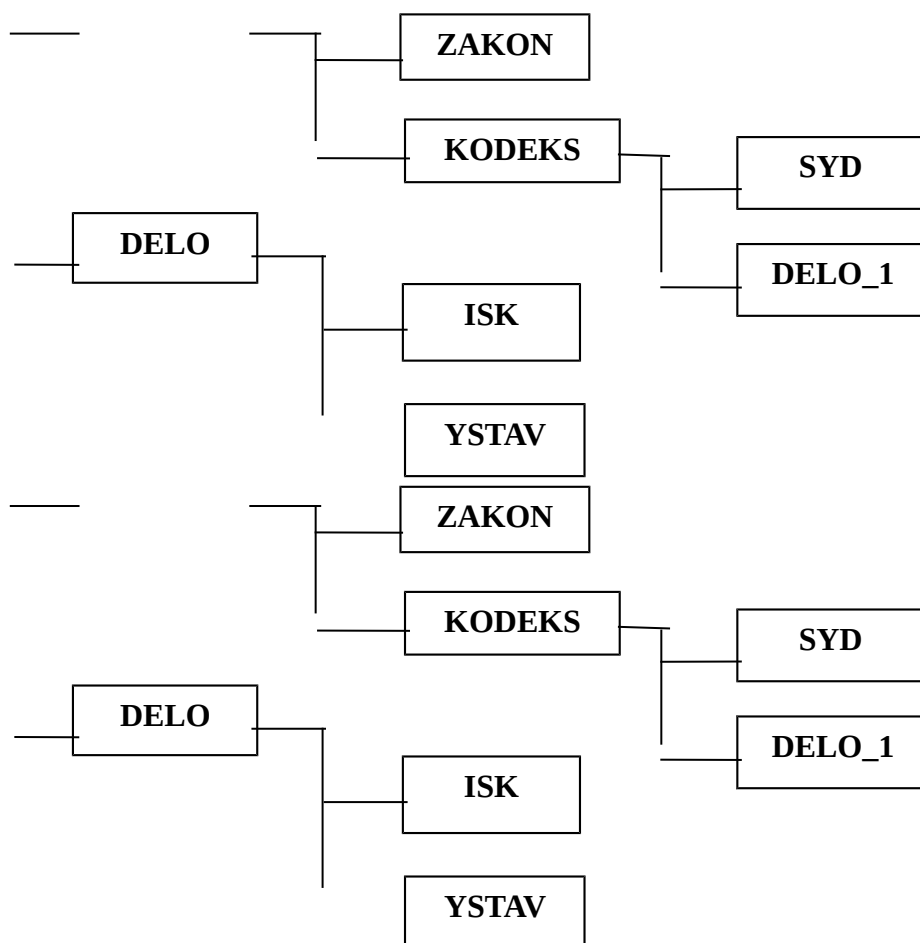 ZAKON
KODEKS
SYD
DELO
DELO_1
ISK
YSTAV
ZAKON
KODEKS
SYD
DELO
DELO_1
ISK
YSTAV